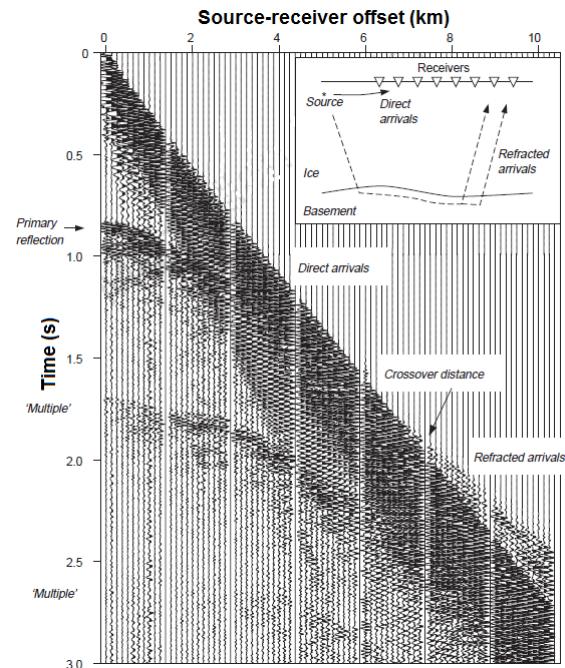 Source-receiver offset (km)
0 2 4 6 8 10
Receivers
Source
*
Direct
arrivals
Refracted
arrivals
Ice
Basement
0
0.5
Primary
reflection
1.0
Direct arrivals
Time (s)
1.5
Crossover distance
'Multiple'
Refracted arrivals
2.0
2.5
'Multiple'
3.0